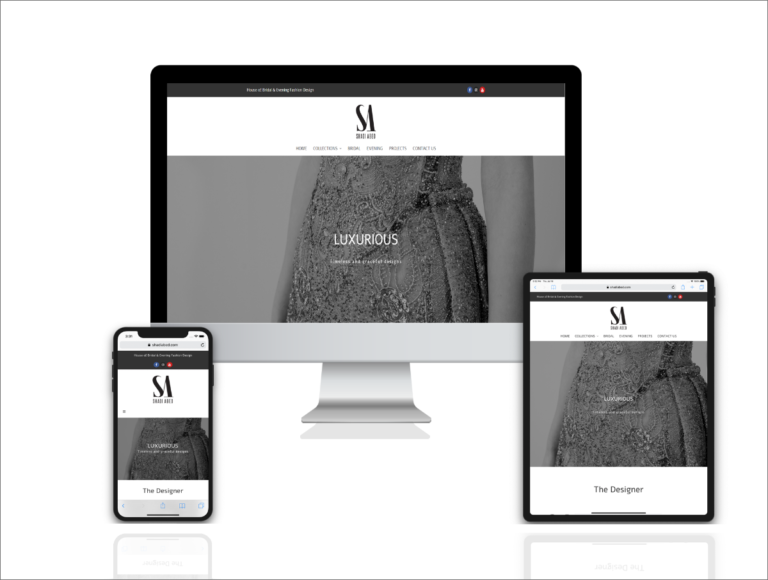 House of Bridal & Evening Fashion Design
SA
SHADI ABED
HOME COLLECTIONS BRIDAL EVENING PROJECTS CONTACT US
LUXURIOUS
Timeless and graceful designs
House of Bridal & Evening Fashion Design
SA
SHADI ABED
LUXURIOUS
Timeless and graceful designs
The Designer
House of Bridal & Evening Fashion Design
SA
SHADI ABED
HOME COLLECTIONS BRIDAL EVENING PROJECTS CONTACT US
LUXURIOUS
Timeless and graceful designs
The Designer